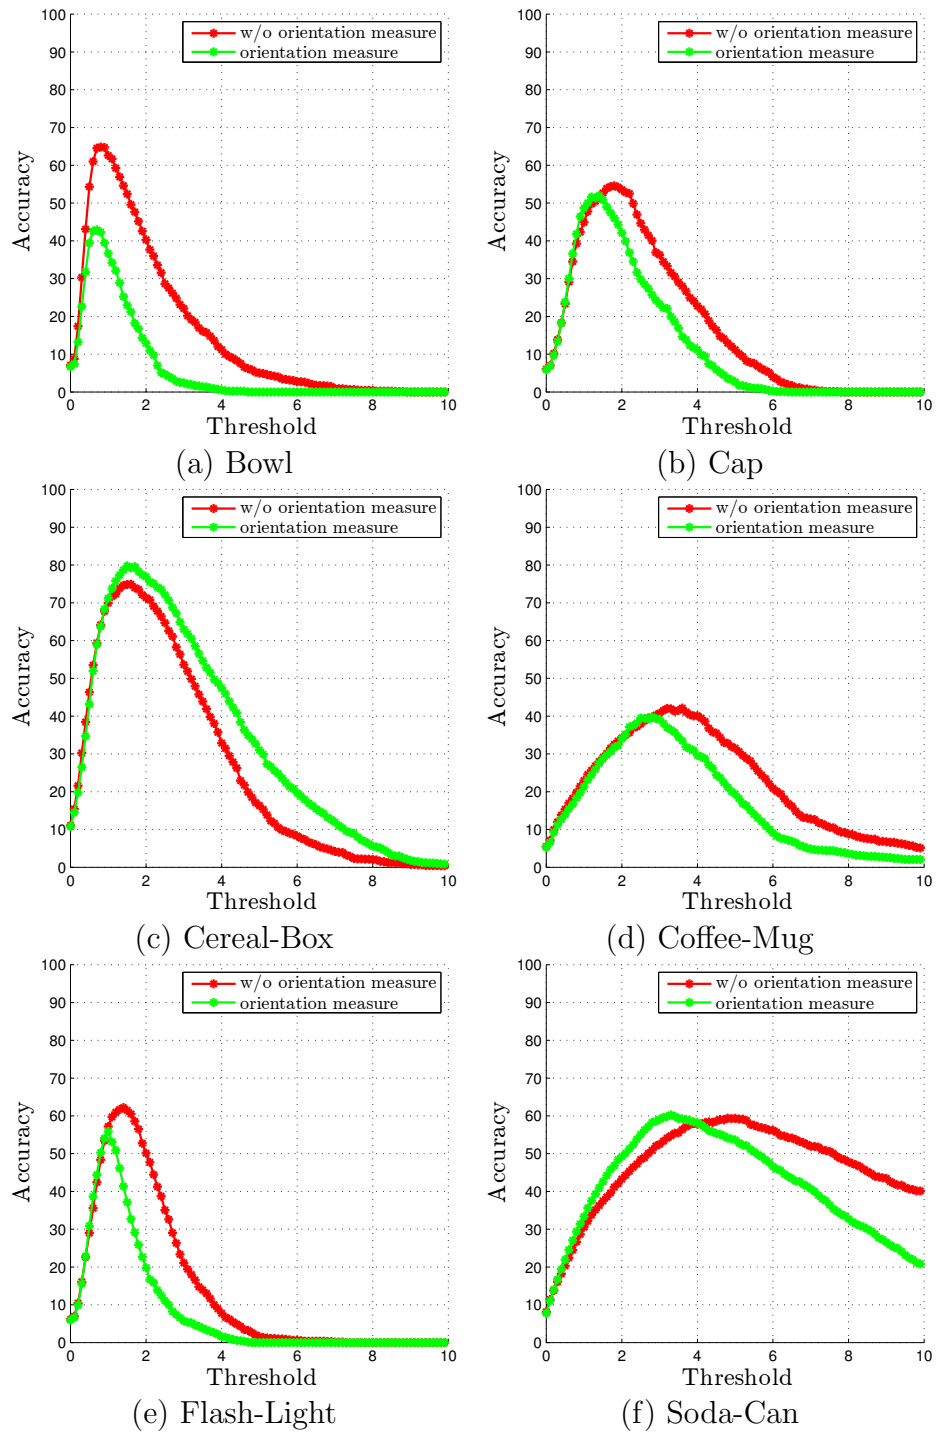 100
90
80
70
60
50
40
30
20
10
0
Accuracy
w/o orientation measure
orientation measure
0 2 4 6 8 10
Threshold
(a) Bowl
100
90
80
70
60
50
40
30
20
10
0
Accuracy
w/o orientation measure
orientation measure
0 2 4 6 8 10
Threshold
(b) Cap
100
90
80
70
60
50
40
30
20
10
0
Accuracy
w/o orientation measure
orientation measure
0 2 4 6 8 10
Threshold
(c) Cereal-Box
100
90
80
70
60
50
40
30
20
10
0
Accuracy
w/o orientation measure
orientation measure
0 2 4 6 8 10
Threshold
(d) Coffee-Mug
100
90
80
70
60
50
40
30
20
10
0
Accuracy
w/o orientation measure
orientation measure
0 2 4 6 8 10
Threshold
(e) Flash-Light
100
90
80
70
60
50
40
30
20
10
0
Accuracy
w/o orientation measure
orientation measure
0 2 4 6 8 10
Threshold
(f) Soda-Can